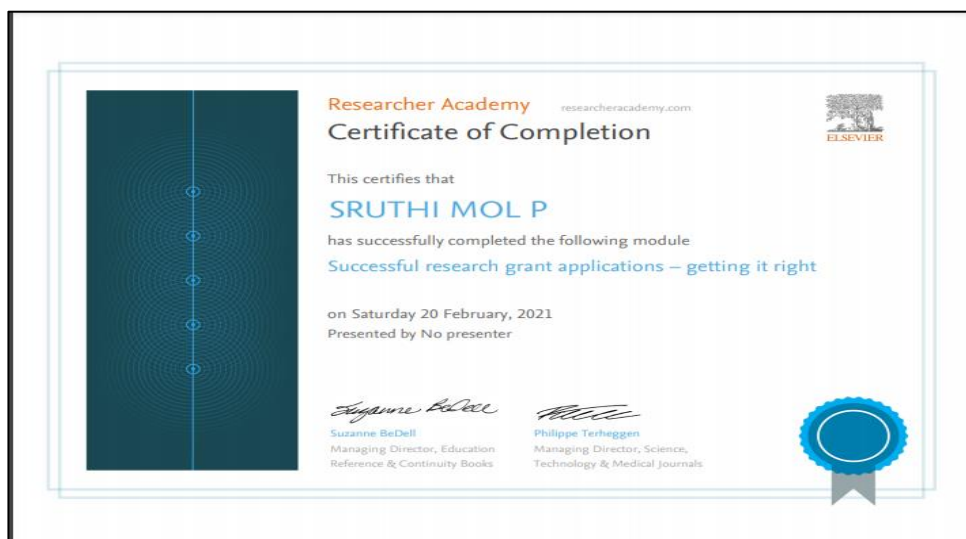 Researcher Academy researcheracademy.com
Certificate of Completion
ELSEVIER
This certifies that
SRUTHI MOL P
has successfully completed the following module
Successful research grant applications – getting it right
on Saturday 20 February, 2021
Presented by No presenter
Suzanne BeDell
Suzanne BeDell Philippe Terheggen
Managing Director, Education Managing Director, Science,
Reference & Continuity Books Technology & Medical Journals